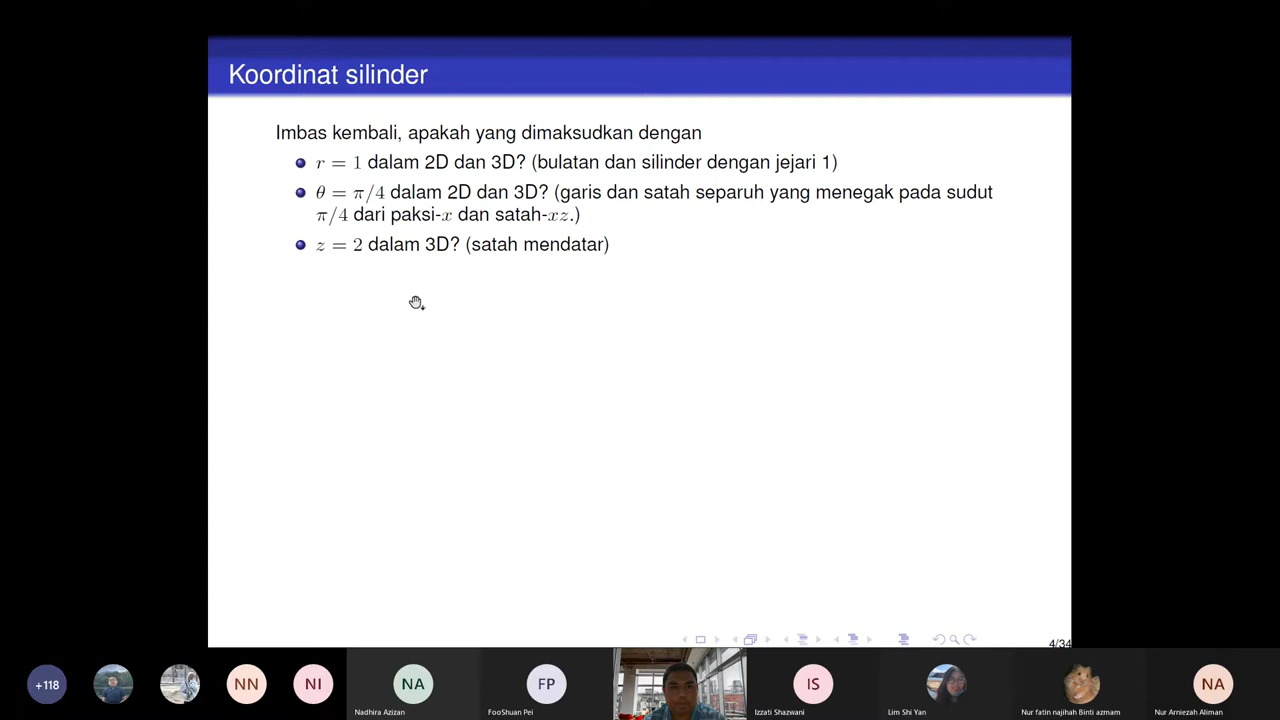 Koordinat silinder
Imbas kembali, apakah yang dimaksudkan dengan
r = 1 dalam 2D dan 3D? (bulatan dan silinder dengan jejari 1)
θ = π/4 dalam 2D dan 3D? (garis dan satah separuh yang menegak pada sudut
π/4 dari paksi-x dan satah-xz.)
z = 2 dalam 3D? (satah mendatar)
4/34
+118
NN
NI
NA
FP
IS
NA
Nadhira Azizan
FooShuan Pei
Izzati Shazwani
Lim Shi Yan
Nur fatin najihah Binti azmam
Nur Arniezah Aliman